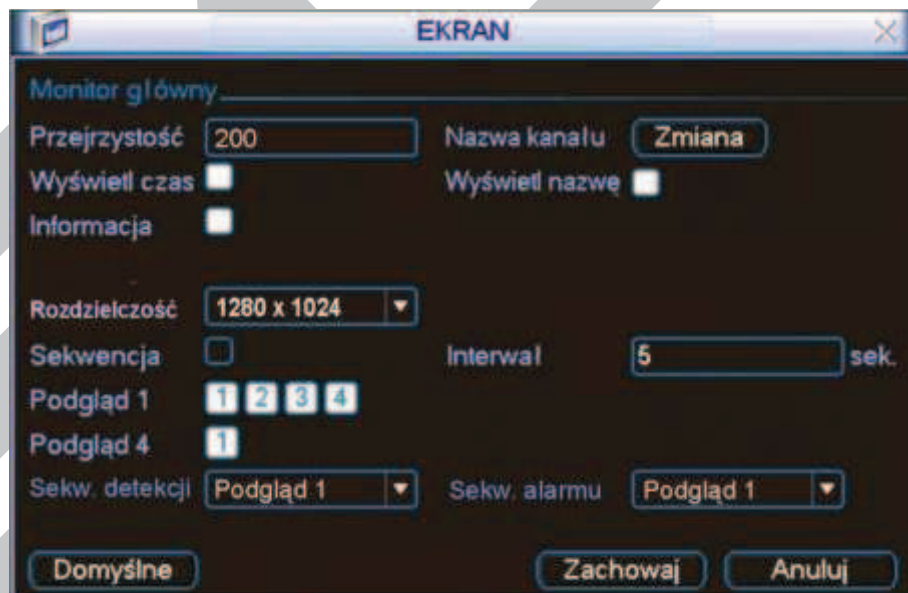 EKRAN
Monitor główny
Przejrzystość 200 Nazwa kanału Zmiana
Wyświetl czas Wyświetl nazwę
Informacja
Rozdzielczość 1280 x 1024
Sekwencja Interwał 5 sek.
Podgląd 1 1 2 3 4
Podgląd 4 1
Sekw. detekcji Podgląd 1 Sekw. alarmu Podgląd 1
Domyślne Zachowaj Anuluj